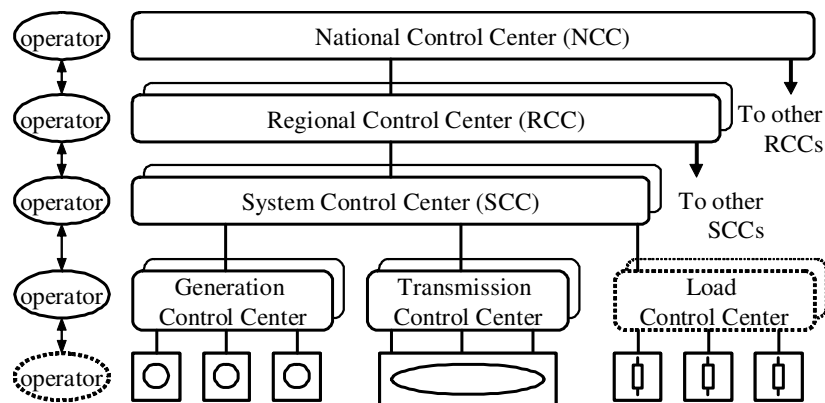 operator
National Control Center (NCC)
operator
Regional Control Center (RCC)
To other
RCCs
operator
System Control Center (SCC)
To other
SCCs
operator
Generation
Control Center
Transmission
Control Center
Load
Control Center
operator